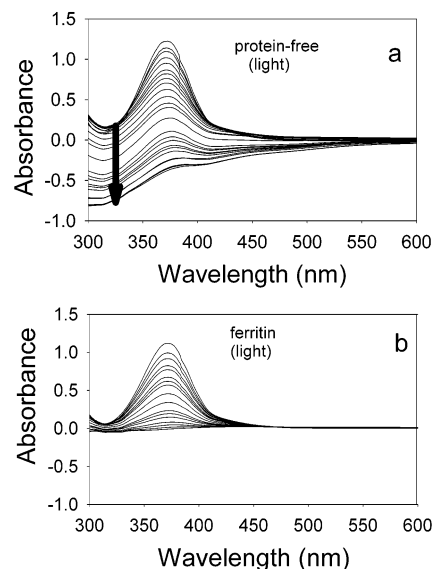 a
protein-free
(light)
Absorbance
1.5
1.0
0.5
0.0
-0.5
-1.0
300 350 400 450 500 550 600
Wavelength (nm)
b
ferritin
(light)
Absorbance
1.5
1.0
0.5
0.0
-0.5
-1.0
300 350 400 450 500 550 600
Wavelength (nm)